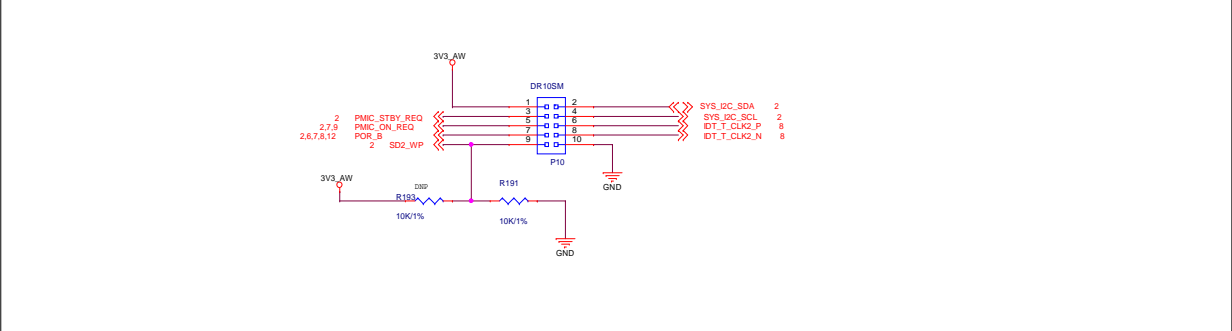 3V3_AW
DR10SM
1 2
3 4
5 6
7 8
9 10
2 PMIC_STBY_REQ
2,7,9 PMIC_ON_REQ
2,6,7,8,12 POR_B
2 SD2_WP
SYS_I2C_SDA 2
SYS_I2C_SCL 2
IDT_T_CLK2_P 8
IDT_T_CLK2_N 8
P10
GND
3V3_AW
DNP
R193
10K/1%
R191
10K/1%
GND